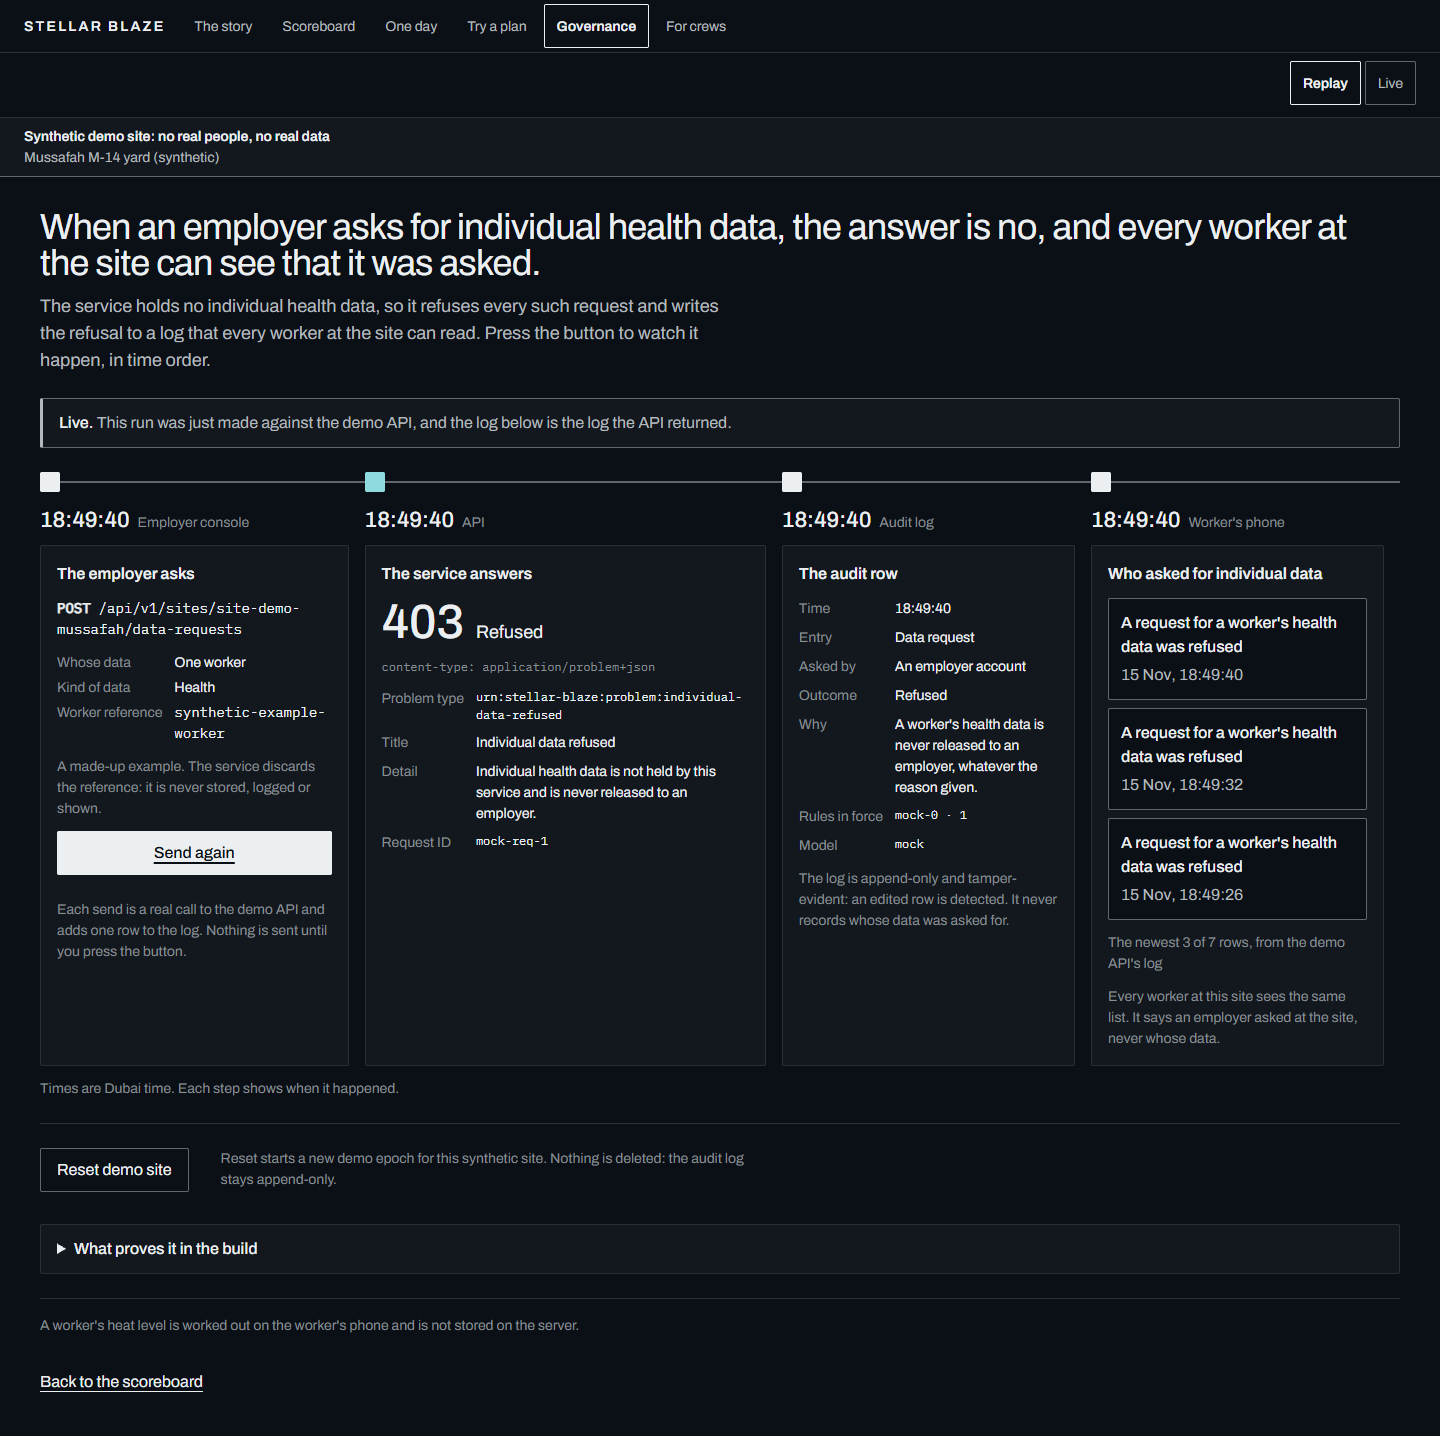 STELLAR BLAZE
The story
Scoreboard
One day
Try a plan
Governance
For crews
Replay
Live
Synthetic demo site: no real people, no real data
Mussafah M-14 yard (synthetic)
When an employer asks for individual health data, the answer is no, and every worker at
the site can see that it was asked.
The service holds no individual health data, so it refuses every such request and writes
the refusal to a log that every worker at the site can read. Press the button to watch it
happen, in time order.
Live. This run was just made against the demo API, and the log below is the log the API returned.
18:49:40 Employer console
The employer asks
POST /api/v1/sites/site-demo-
mussafah/data-requests
Whose data One worker
Kind of data Health
Worker reference synthetic-example-
worker
A made-up example. The service discards
the reference: it is never stored, logged or
shown.
Send again
Each send is a real call to the demo API and
adds one row to the log. Nothing is sent until
you press the button.
18:49:40 API
The service answers
403 Refused
content-type: application/problem+json
Problem type urn:stellar-blaze:problem:individual-
data-refused
Title Individual data refused
Detail Individual health data is not held by this
service and is never released to an
employer.
Request ID mock-req-1
18:49:40 Audit log
The audit row
Time 18:49:40
Entry Data request
Asked by An employer account
Outcome Refused
Why A worker's health data is
never released to an
employer, whatever the
reason given.
Rules in force mock-0 · 1
Model mock
The log is append-only and tamper-
evident: an edited row is detected. It never
records whose data was asked for.
18:49:40 Worker's phone
Who asked for individual data
A request for a worker's health
data was refused
15 Nov, 18:49:40
A request for a worker's health
data was refused
15 Nov, 18:49:32
A request for a worker's health
data was refused
15 Nov, 18:49:26
The newest 3 of 7 rows, from the demo
API's log
Every worker at this site sees the same
list. It says an employer asked at the site,
never whose data.
Times are Dubai time. Each step shows when it happened.
Reset demo site
Reset starts a new demo epoch for this synthetic site. Nothing is deleted: the audit log
stays append-only.
What proves it in the build
A worker's heat level is worked out on the worker's phone and is not stored on the server.
Back to the scoreboard